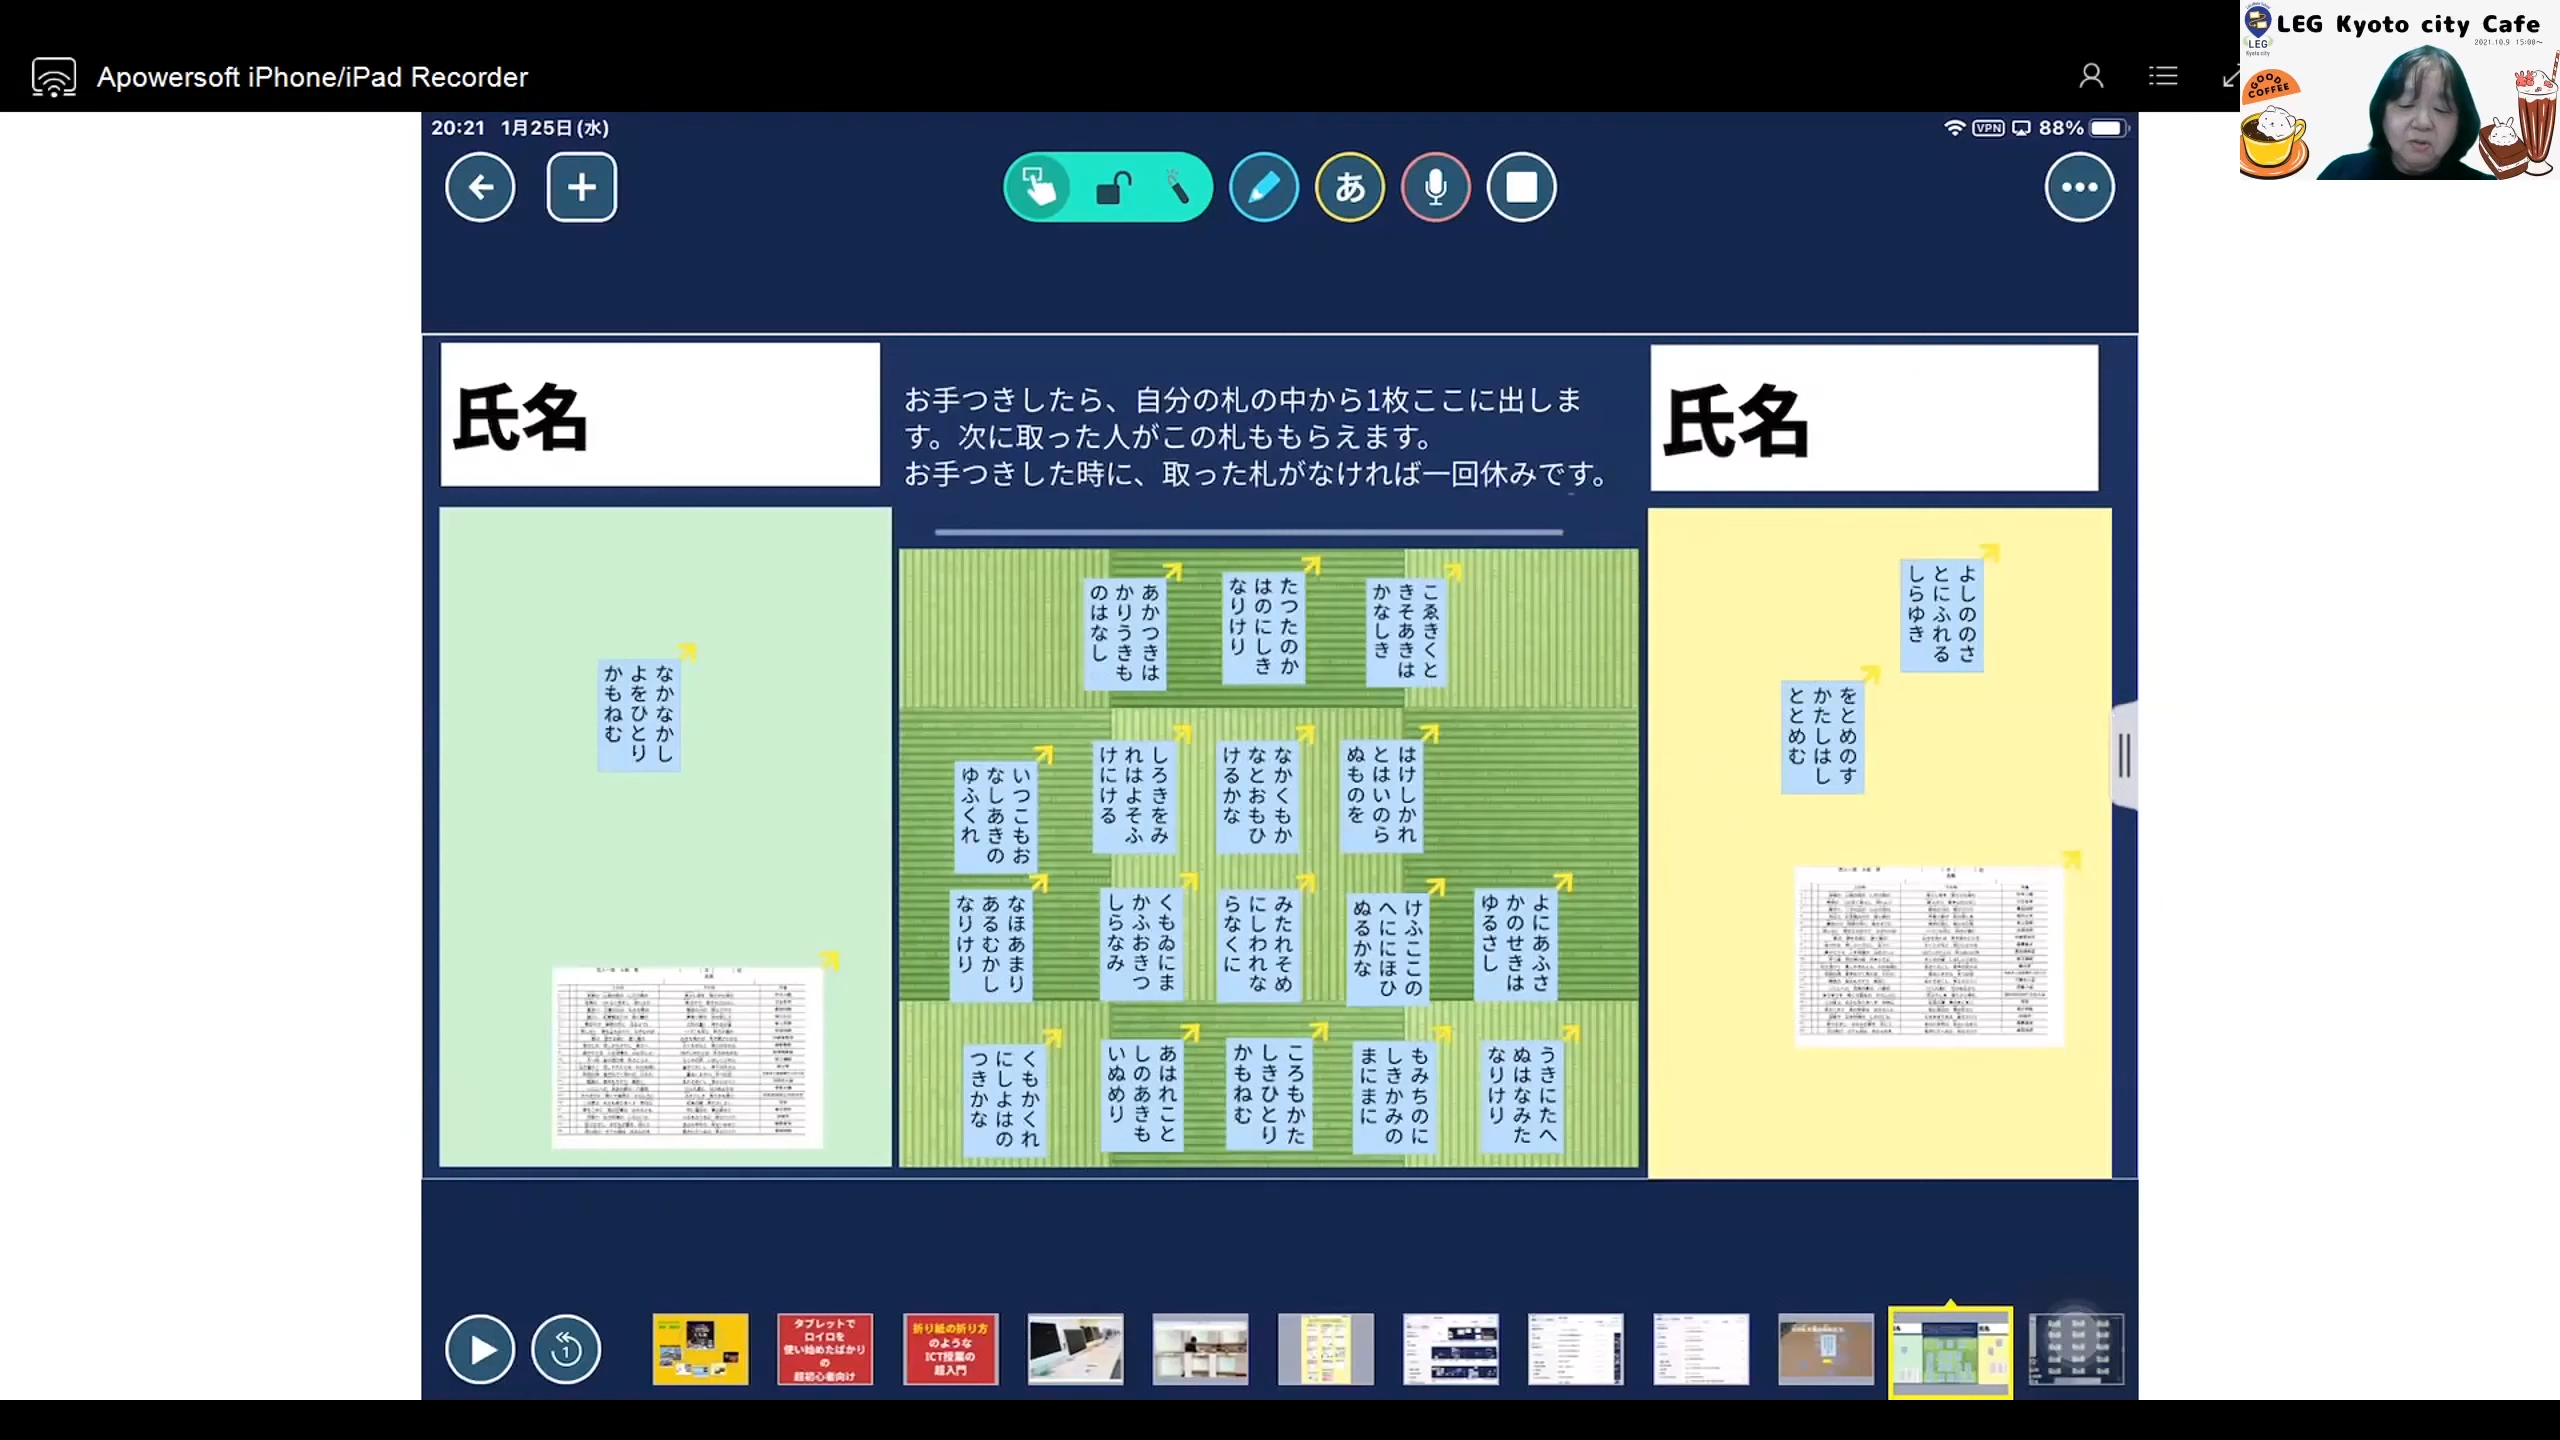 LEG Kyoto city Cafe
2021.10.9 15:00〜
LEG
Kyoto city
GOOD
COFFEE
Apowersoft iPhone/iPad Recorder
20:21 1月25日(水)
VPN
88%
あ
氏名
お手つきしたら、自分の札の中から1枚ここに出しま
す。次に取った人がこの札ももらえます。
お手つきした時に、取った札がなければ一回休みです。
氏名
なかなかし
よをひとり
かもねむ
こゑきくと
きそあきは
かなしき
たつたのか
はのにしき
なりけり
あかつきは
かりうきも
のはなし
はけしかれ
とはいのら
ぬものを
なかくもか
なとおもひ
けるかな
しろきをみ
れはよそふ
けにける
いつこもお
なしあきの
ゆふくれ
よにあふさ
かのせきは
ゆるさし
けふここの
へににほひ
ぬるかな
みたれそめ
にしわれな
らなくに
くもゐにま
かふおきつ
しらなみ
なほあまり
あるむかし
なりけり
うきにたへ
ぬはなみた
なりけり
もみちのに
しきかみの
まにまに
ころもかた
しきひとり
かもねむ
あはれこと
しのあきも
いぬめり
くもかくれ
にしよはの
つきかな
よしののさ
とにふれる
しらゆき
をとめのす
かたしはし
ととめむ
1
タブレットで
ロイロを
使い始めたばかり
の
超初心者向け
折り紙の折り方
のような
ICT授業の
超入門